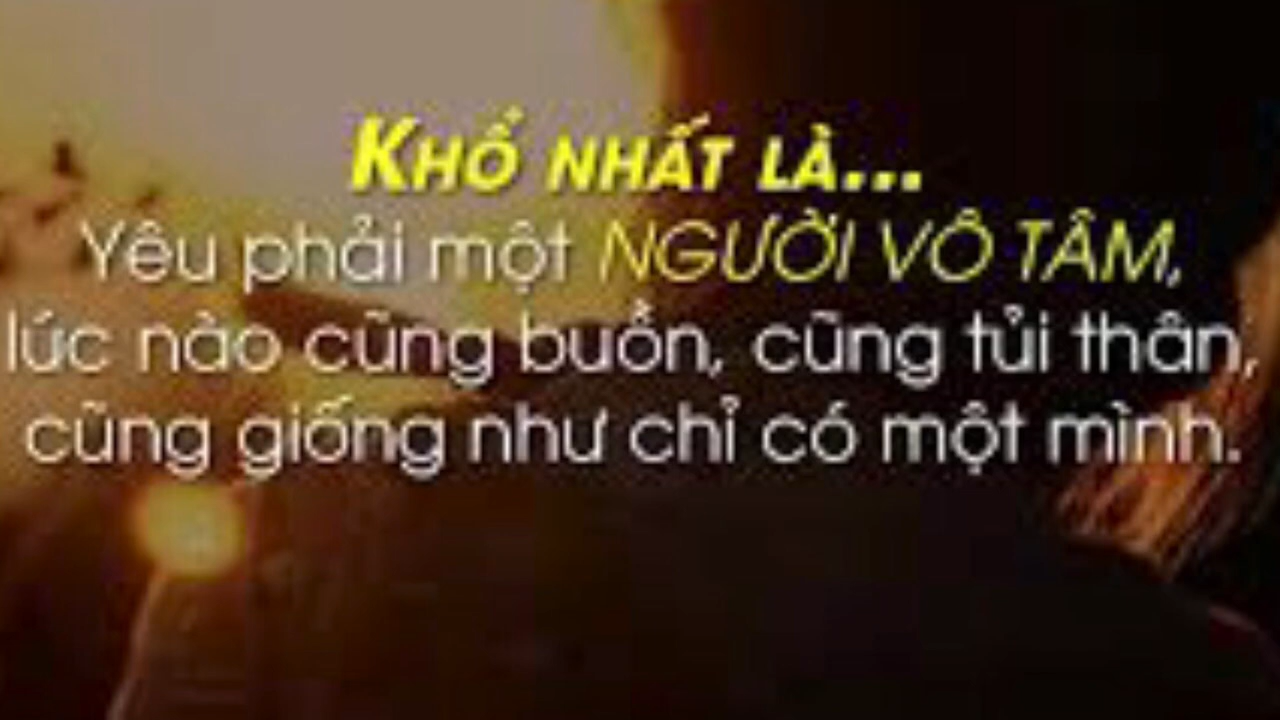 KHỔ NHẤT LÀ...
Yêu phải một NGƯỜI VÔ TÂM,
lúc nào cũng buồn, cũng tủi thân,
cũng giống như chỉ có một mình.